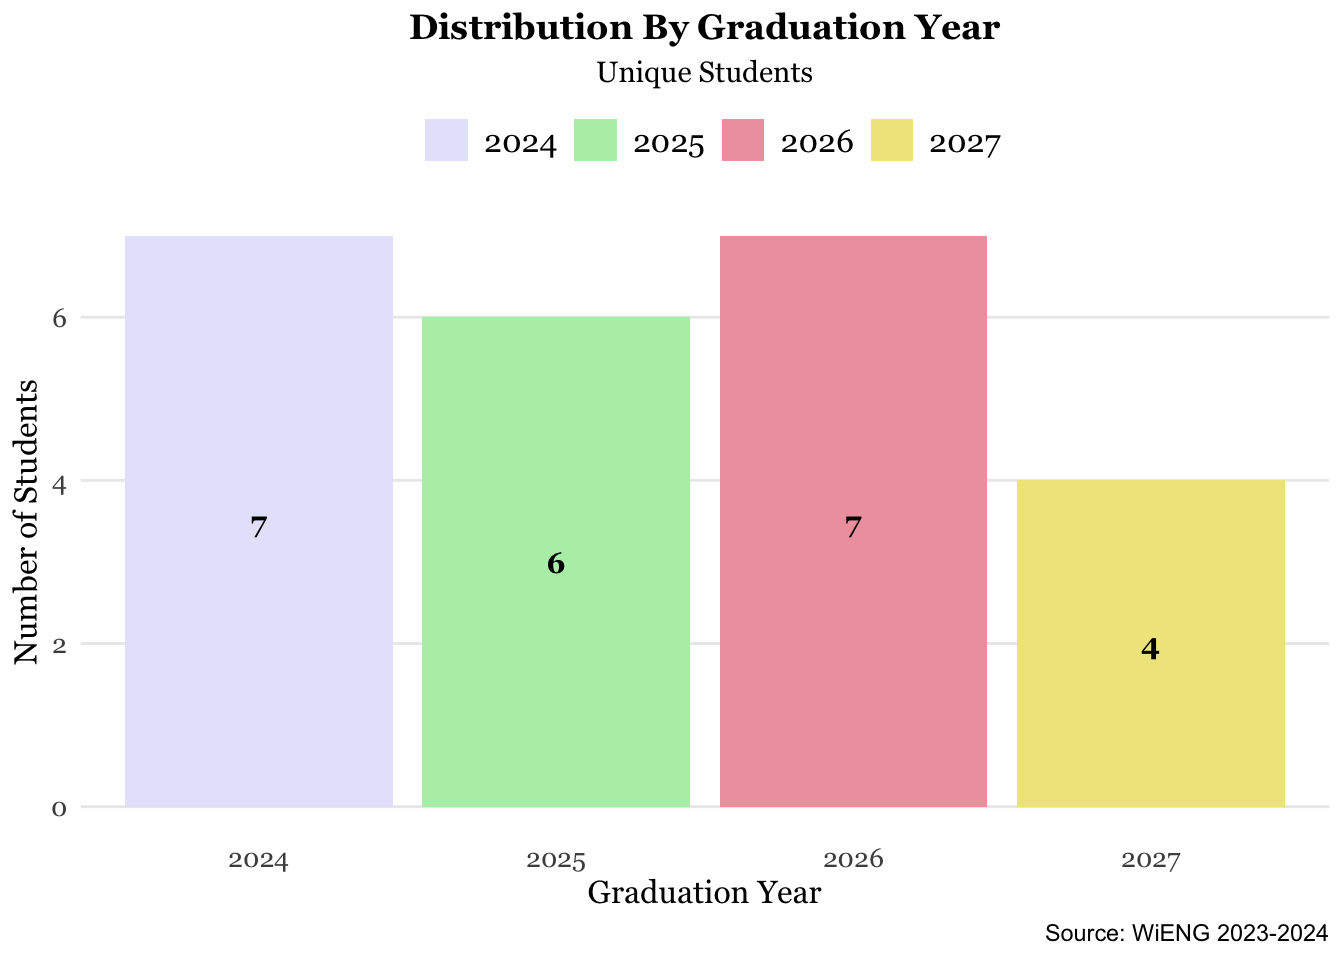 Distribution By Graduation Year
Unique Students
2024 2025 2026 2027
Number of Students
6
4
2
0
7
6
7
4
2024 2025 2026 2027
Graduation Year
Source: WiENG 2023-2024